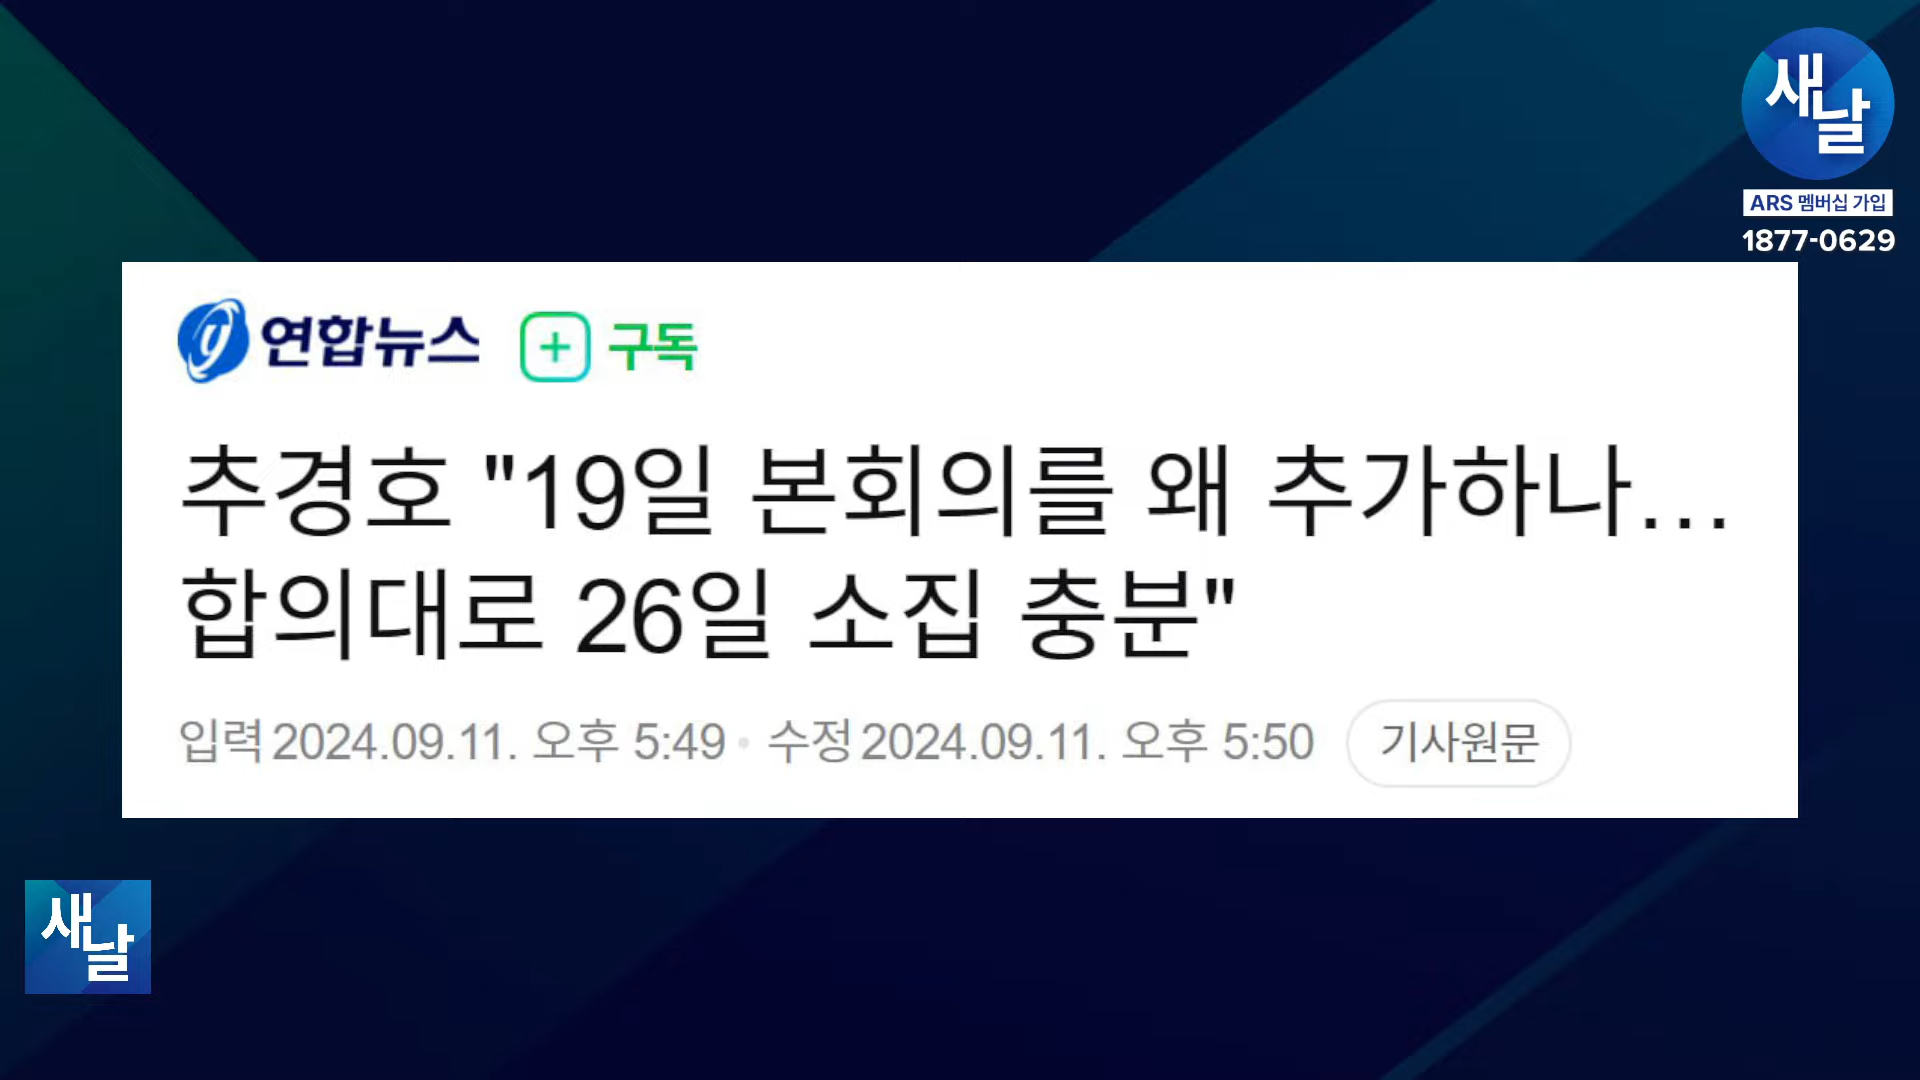 새날
ARS 멤버십 가입
1877-0629
연합뉴스 + 구독
추경호 "19일 본회의를 왜 추가하나…
합의대로 26일 소집 충분"
입력 2024.09.11. 오후 5:49 · 수정 2024.09.11. 오후 5:50 기사원문
새날